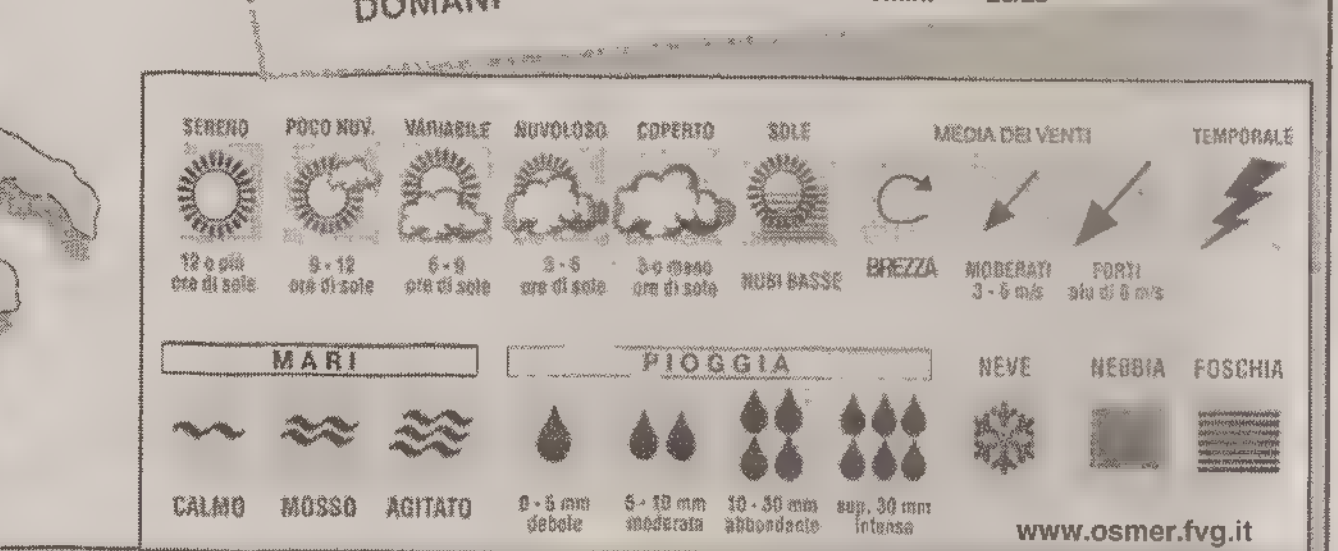 DOMANI
SERENO POCO NUV. VARIABILE NUVOLOSO COPERTO SOLE MEDIA DEI VENTI TEMPORALE
12 o più 9 - 12 6 - 9 3 - 6 3 o meno
ore di sole ore di sole ore di sole ore di sole ore di sole NUBI BASSE BREZZA MODERATI FORTI
3 - 6 m/s più di 6 m/s
MARI PIOGGIA NEVE NEBBIA FOSCHIA
CALMO MOSSO AGITATO 0 - 5 mm 5 - 10 mm 10 - 30 mm sup. 30 mm
debole moderata abbondante intensa
www.osmer.fvg.it